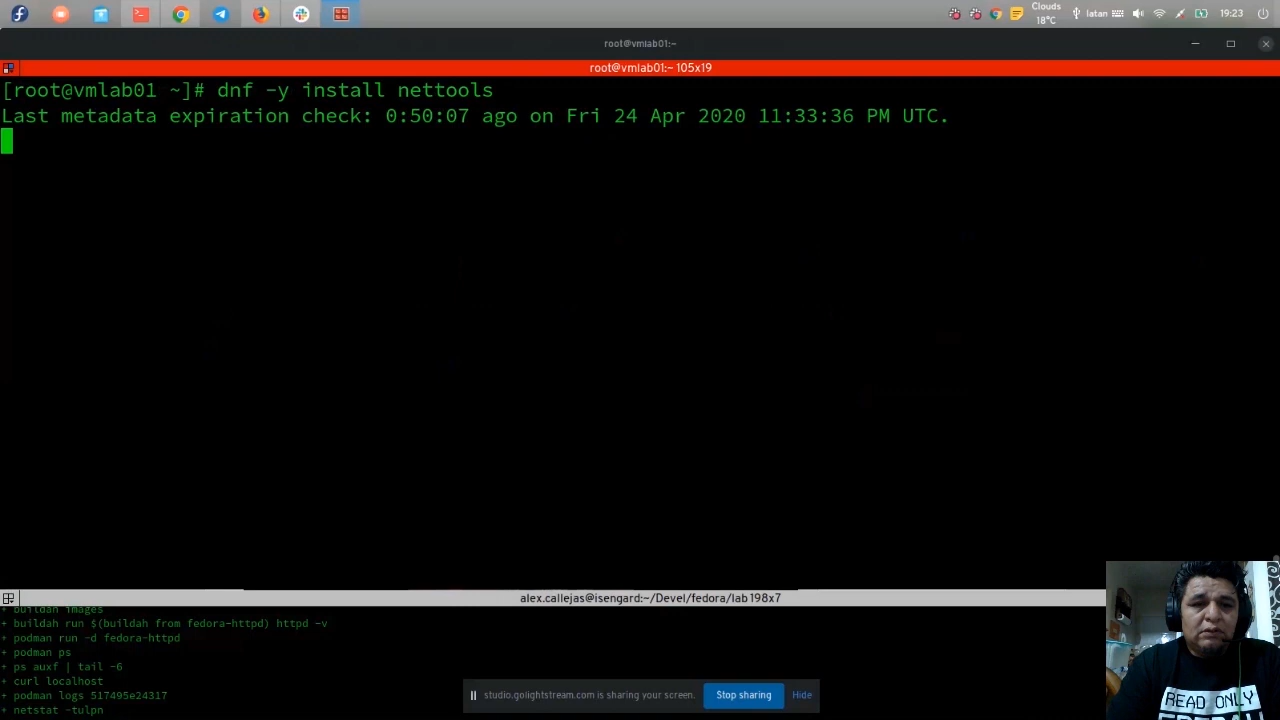 Clouds
18°C
latan
19:23
root@vmlab01:~
root@vmlab01:~ 105x19
[root@vmlab01 ~]# dnf -y install nettools
Last metadata expiration check: 0:50:07 ago on Fri 24 Apr 2020 11:33:36 PM UTC.
alex.callejas@isengard:~/Devel/fedora/lab 198x7
+ buildah images
+ buildah run $(buildah from fedora-httpd) httpd -v
+ podman run -d fedora-httpd
+ podman ps
+ ps auxf | tail -6
+ curl localhost
+ podman logs 517495e24317
+ netstat -tulpn
studio.golightstream.com is sharing your screen.
Stop sharing
Hide
READ ONLY